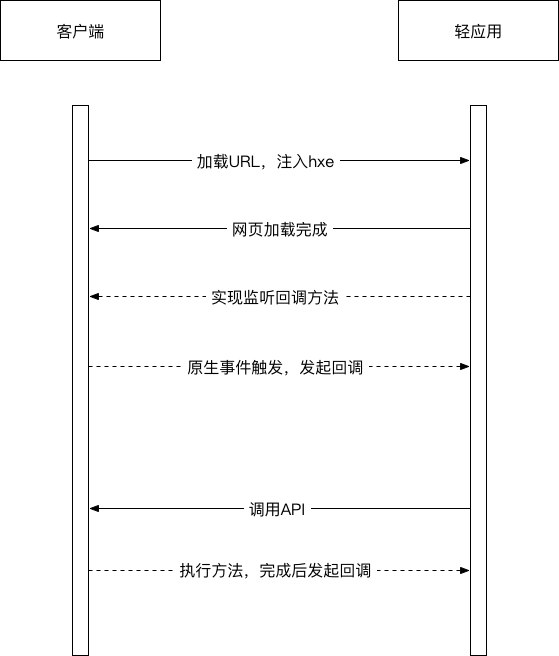 客户端
轻应用
加载URL，注入hxe
网页加载完成
实现监听回调方法
原生事件触发，发起回调
调用API
执行方法，完成后发起回调